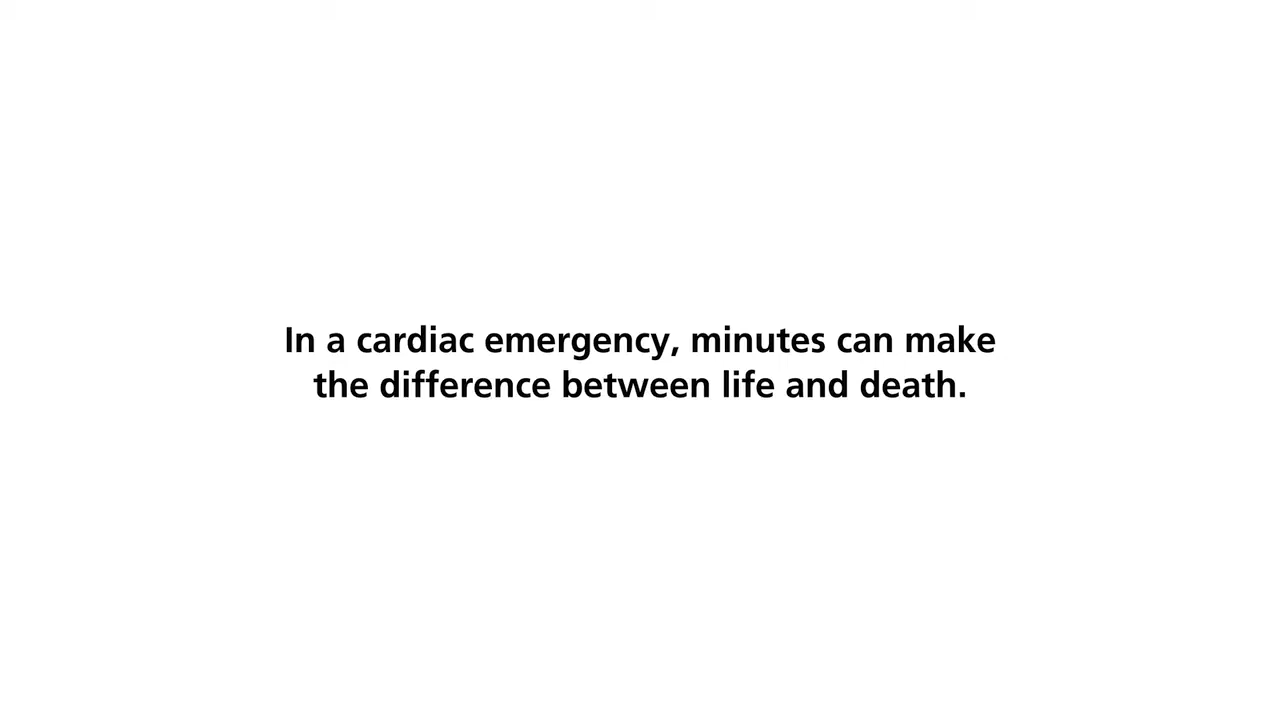 In a cardiac emergency, minutes can make
the difference between life and death.